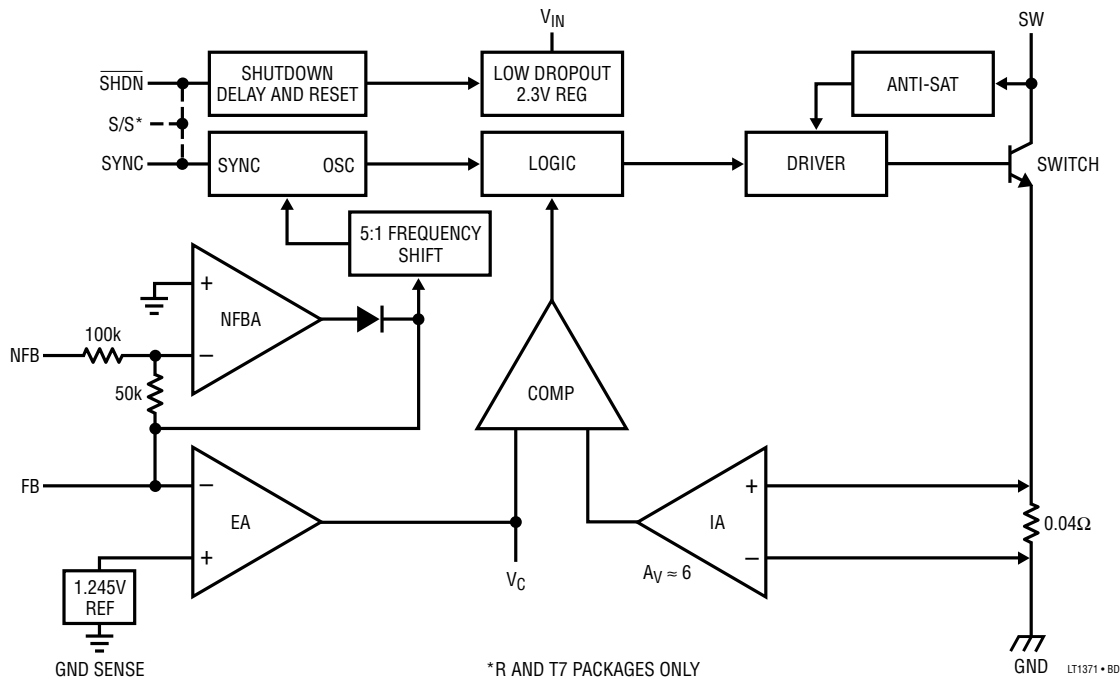 VIN
SW
SHDN
SHUTDOWN
DELAY AND RESET
LOW DROPOUT
2.3V REG
ANTI-SAT
S/S*
SYNC
SYNC
OSC
LOGIC
DRIVER
SWITCH
5:1 FREQUENCY
SHIFT
+
NFBA
–
100k
NFB
50k
COMP
FB
–
EA
+
+
IA
–
0.04Ω
AV ≈ 6
VC
1.245V
REF
GND SENSE
*R AND T7 PACKAGES ONLY
GND
LT1371 • BD